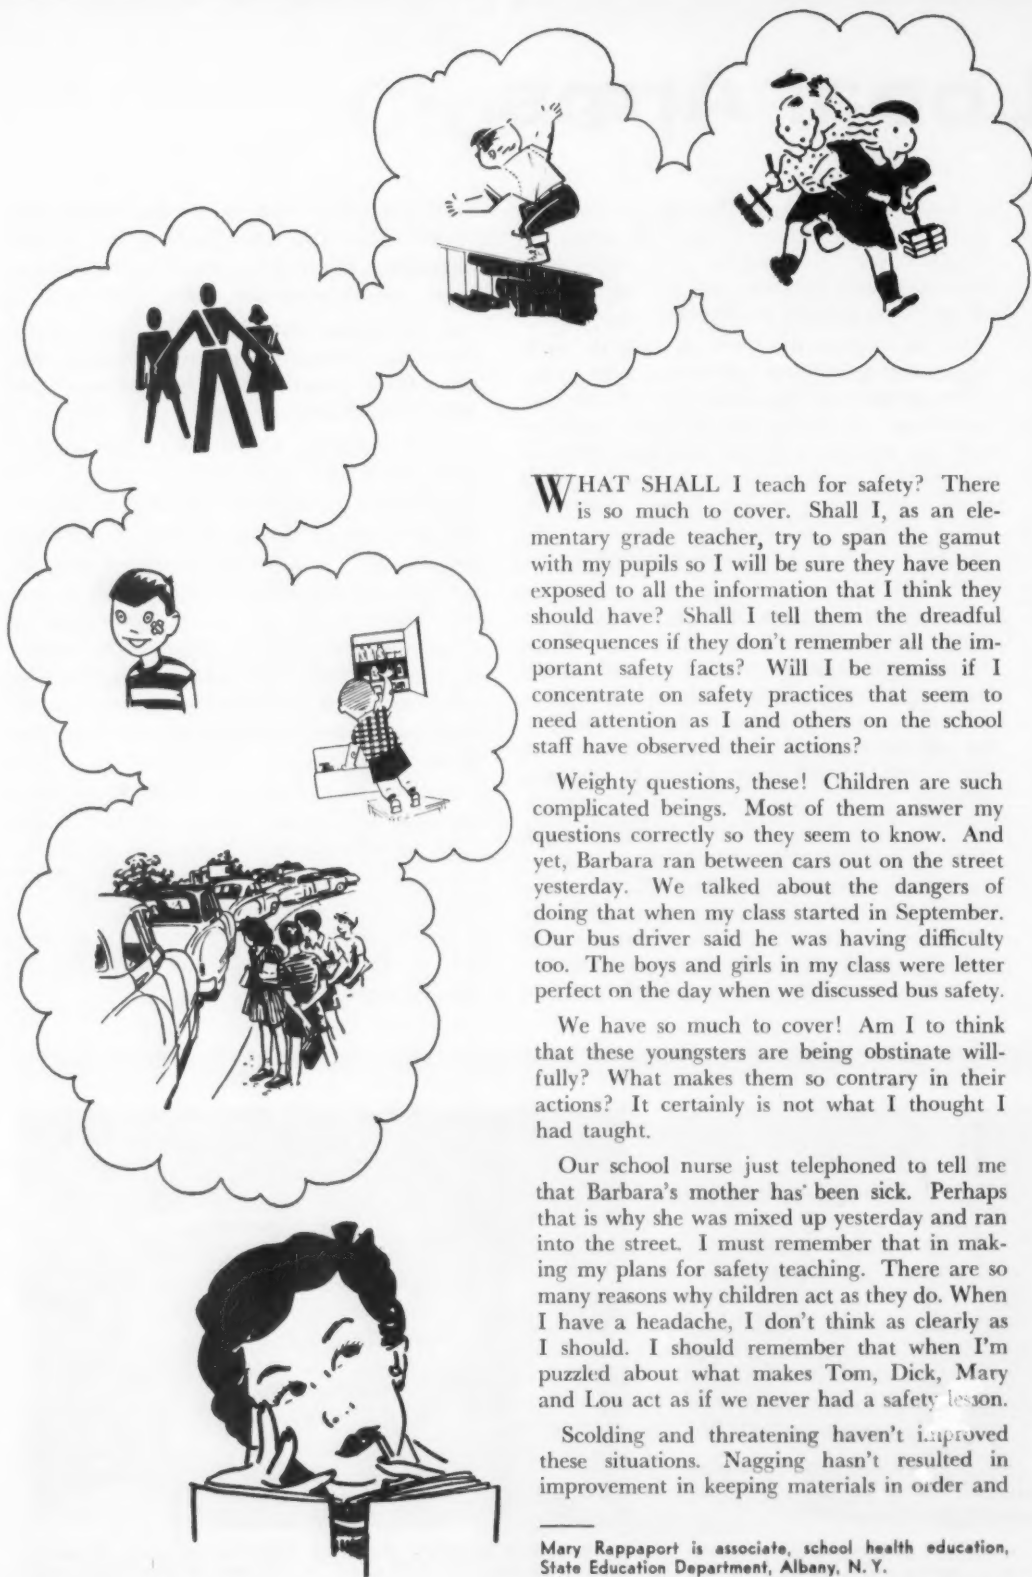 WHAT SHALL I teach for safety? There
is so much to cover. Shall I, as an ele-
mentary grade teacher, try to span the gamut
with my pupils so I will be sure they have been
exposed to all the information that I think they
should have? Shall I tell them the dreadful
consequences if they don't remember all the im-
portant safety facts? Will I be remiss if I
concentrate on safety practices that seem to
need attention as I and others on the school
staff have observed their actions?
Weighty questions, these! Children are such
complicated beings. Most of them answer my
questions correctly so they seem to know. And
yet, Barbara ran between cars out on the street
yesterday. We talked about the dangers of
doing that when my class started in September.
Our bus driver said he was having difficulty
too. The boys and girls in my class were letter
perfect on the day when we discussed bus safety.
We have so much to cover! Am I to think
that these youngsters are being obstinate will-
fully? What makes them so contrary in their
actions? It certainly is not what I thought I
had taught.
Our school nurse just telephoned to tell me
that Barbara's mother has been sick. Perhaps
that is why she was mixed up yesterday and ran
into the street. I must remember that in mak-
ing my plans for safety teaching. There are so
many reasons why children act as they do. When
I have a headache, I don't think as clearly as
I should. I should remember that when I'm
puzzled about what makes Tom, Dick, Mary
and Lou act as if we never had a safety lesson.
Scolding and threatening haven't improved
these situations. Nagging hasn't resulted in
improvement in keeping materials in order and
Mary Rappaport is associate, school health education,
State Education Department, Albany, N. Y.